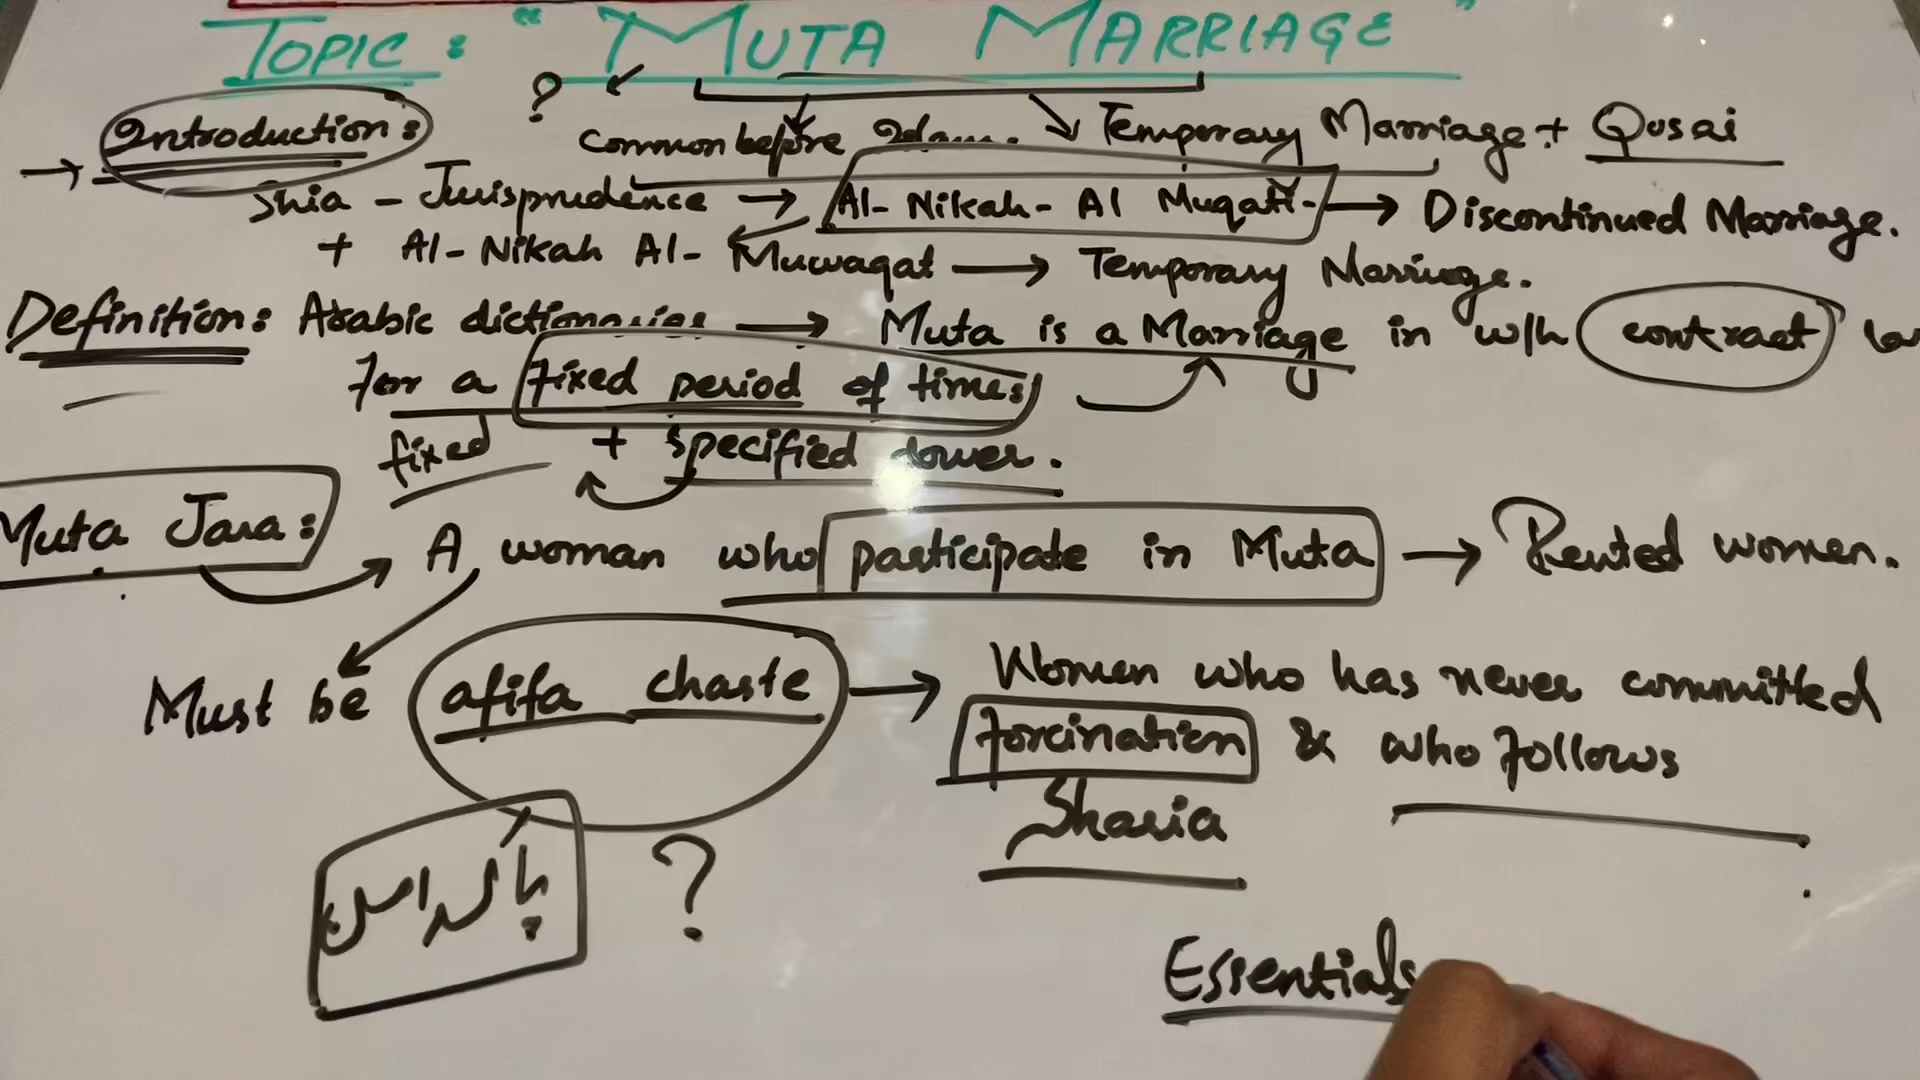 TOPIC: "MUTA MARRIAGE"
?
Introduction: Common before Islam. Temporary Marriage + Qusai
Shia - Jurisprudence → Al-Nikah-Al Muqati- → Discontinued Marriage.
+ Al-Nikah Al-Muwaqat → Temporary Marriage.
Definition: Arabic dictionaries → Muta is a Marriage in w/h contract
for a fixed period of time:
fixed + specified dower.
Muta Jara: A woman who participate in Muta → Rented women.
Must be afifa chaste → Women who has never committed
forcination & who follows
Sharia
پاکدامن ?
Essentials